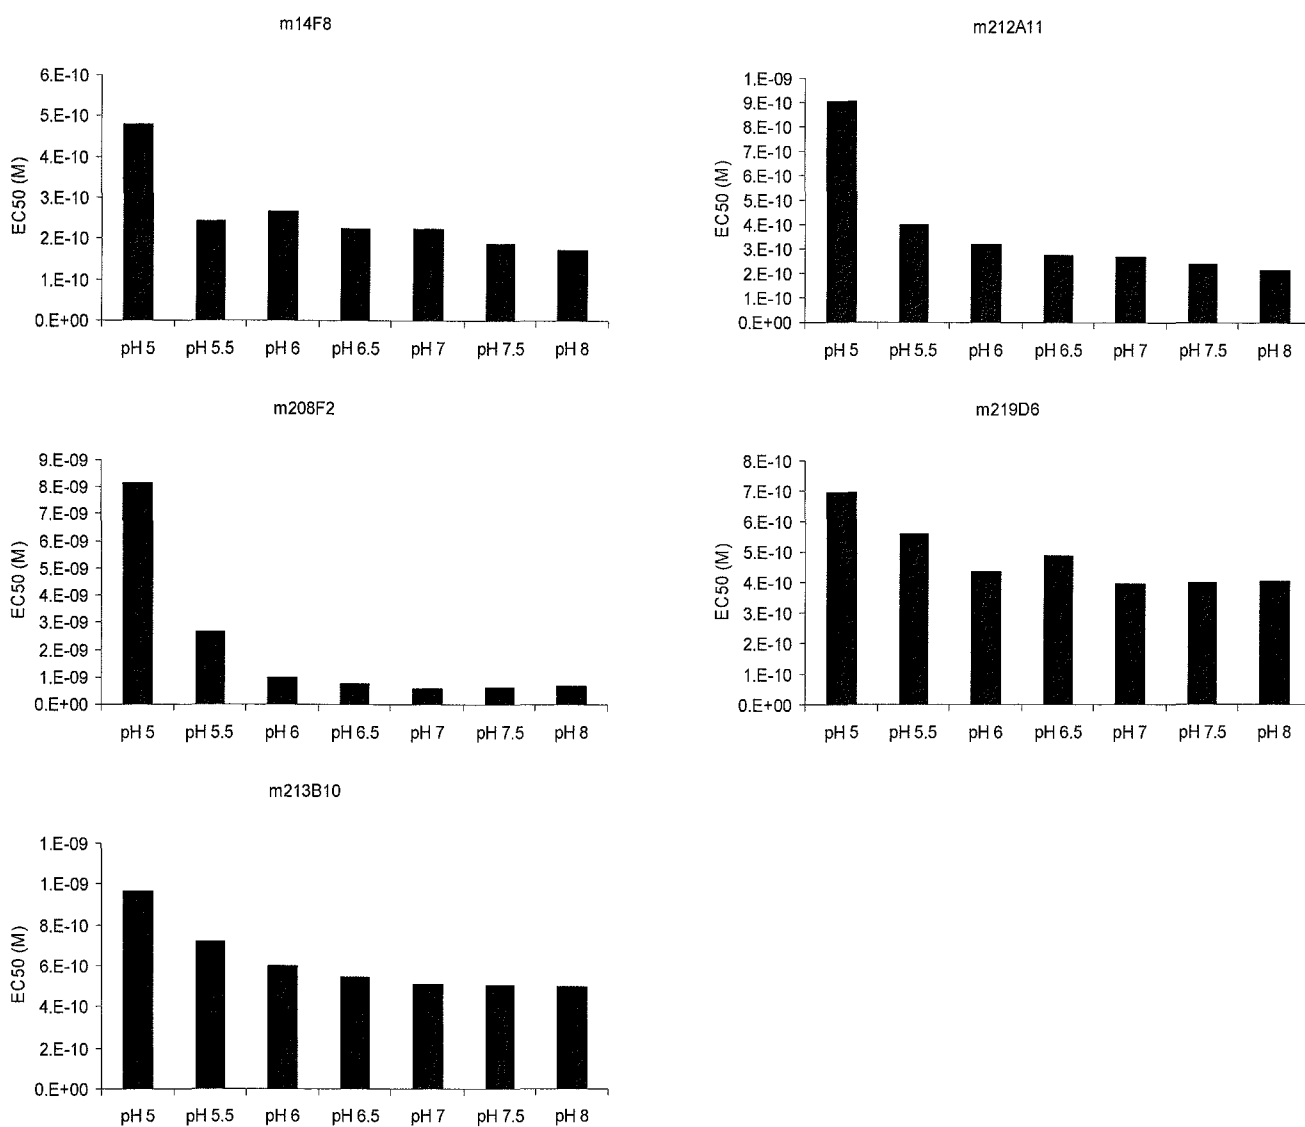 m14F8
6.E-10
5.E-10
4.E-10
3.E-10
2.E-10
1.E-10
0.E+00
EC50 (M)
pH 5 pH 5.5 pH 6 pH 6.5 pH 7 pH 7.5 pH 8
m212A11
1.E-09
9.E-10
8.E-10
7.E-10
6.E-10
5.E-10
4.E-10
3.E-10
2.E-10
1.E-10
0.E+00
EC50 (M)
pH 5 pH 5.5 pH 6 pH 6.5 pH 7 pH 7.5 pH 8
m208F2
9.E-09
8.E-09
7.E-09
6.E-09
5.E-09
4.E-09
3.E-09
2.E-09
1.E-09
0.E+00
EC50 (M)
pH 5 pH 5.5 pH 6 pH 6.5 pH 7 pH 7.5 pH 8
m219D6
8.E-10
7.E-10
6.E-10
5.E-10
4.E-10
3.E-10
2.E-10
1.E-10
0.E+00
EC50 (M)
pH 5 pH 5.5 pH 6 pH 6.5 pH 7 pH 7.5 pH 8
m213B10
1.E-09
1.E-09
8.E-10
6.E-10
4.E-10
2.E-10
0.E+00
EC50 (M)
pH 5 pH 5.5 pH 6 pH 6.5 pH 7 pH 7.5 pH 8